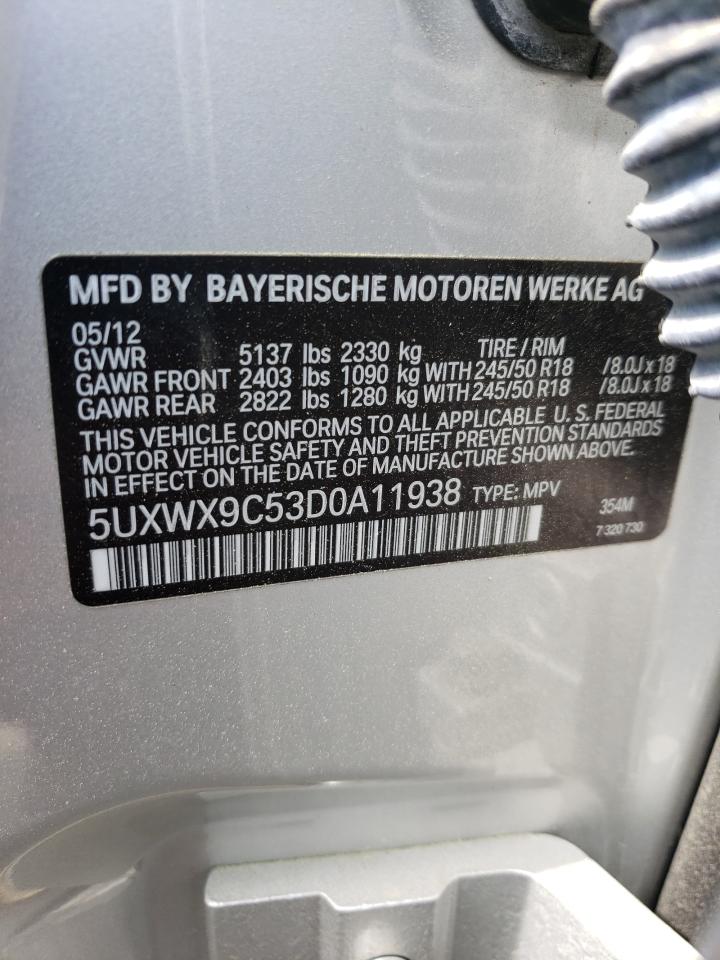 MFD BY BAYERISCHE MOTOREN WERKE AG
05/12
GVWR 5137 lbs 2330 kg TIRE / RIM
GAWR FRONT 2403 lbs 1090 kg WITH 245/50 R18 /8.0J x 18
GAWR REAR 2822 lbs 1280 kg WITH 245/50 R18 /8.0J x 18
THIS VEHICLE CONFORMS TO ALL APPLICABLE U. S. FEDERAL
MOTOR VEHICLE SAFETY AND THEFT PREVENTION STANDARDS
IN EFFECT ON THE DATE OF MANUFACTURE SHOWN ABOVE.
5UXWX9C53D0A11938 TYPE: MPV 354M
7 320 730